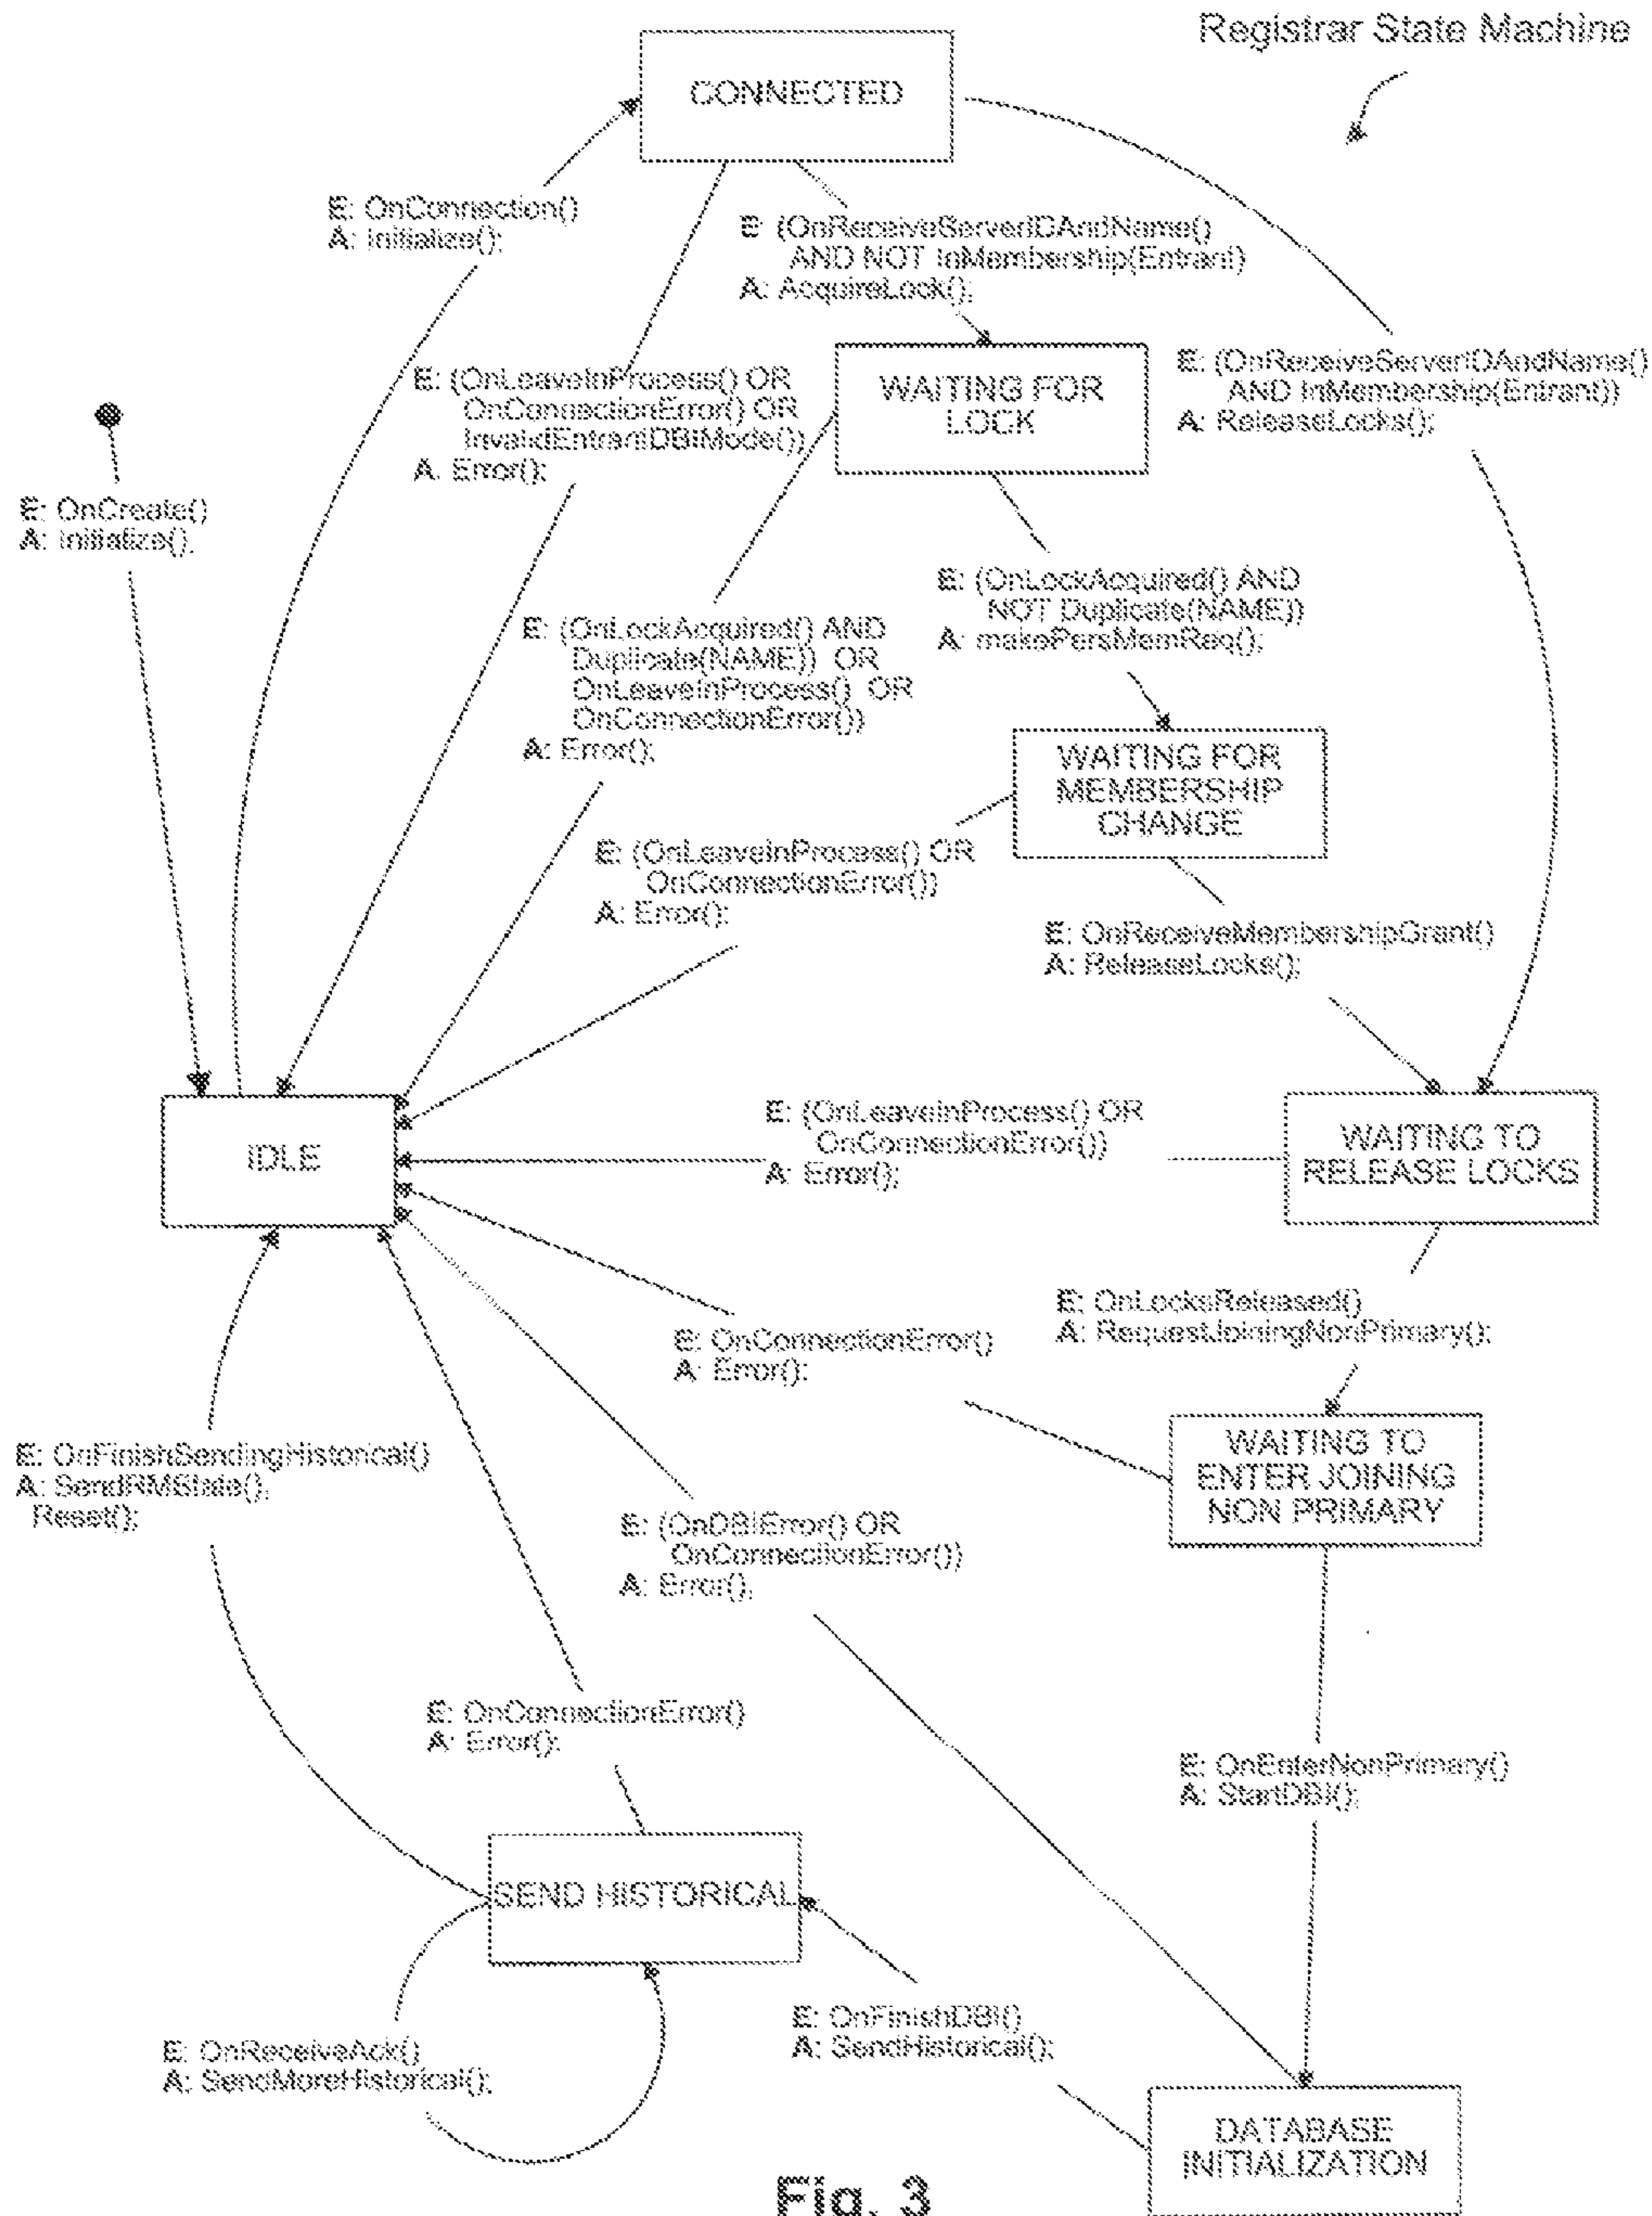 Registrar State Machine
CONNECTED
E: OnConnection()
A: Initialize();
E: (OnReceiveServerIDAndName()
AND NOT InMembership(Entrant)
A: AcquireLock();
E: (OnReceiveServerIDAndName()
AND InMembership(Entrant))
A: ReleaseLocks();
E: (OnLeaveInProcess() OR
OnConnectionError() OR
InvalidEntrantDBIMode())
A: Error();
WAITING FOR
LOCK
E: OnCreate()
A: Initialize();
E: (OnLockAcquired() AND
NOT Duplicate(NAME))
A: makePersMemReq();
E: (OnLockAcquired() AND
Duplicate(NAME)) OR
OnLeaveInProcess() OR
OnConnectionError())
A: Error();
WAITING FOR
MEMBERSHIP
CHANGE
E: (OnLeaveInProcess() OR
OnConnectionError())
A: Error();
E: OnReceiveMembershipGrant()
A: ReleaseLocks();
IDLE
E: (OnLeaveInProcess() OR
OnConnectionError())
A: Error();
WAITING TO
RELEASE LOCKS
E: OnLocksReleased()
A: RequestJoiningNonPrimary();
E: OnConnectionError()
A: Error();
WAITING TO
ENTER JOINING
NON PRIMARY
E: OnFinishSendingHistorical()
A: SendRMState(),
Reset();
E: (OnDBIError() OR
OnConnectionError())
A: Error();
E: OnConnectionError()
A: Error();
E: OnEnterNonPrimary()
A: StartDBI();
SEND HISTORICAL
E: OnFinishDBI()
A: SendHistorical();
E: OnReceiveAck()
A: SendMoreHistorical();
DATABASE
INITIALIZATION
Fig. 3